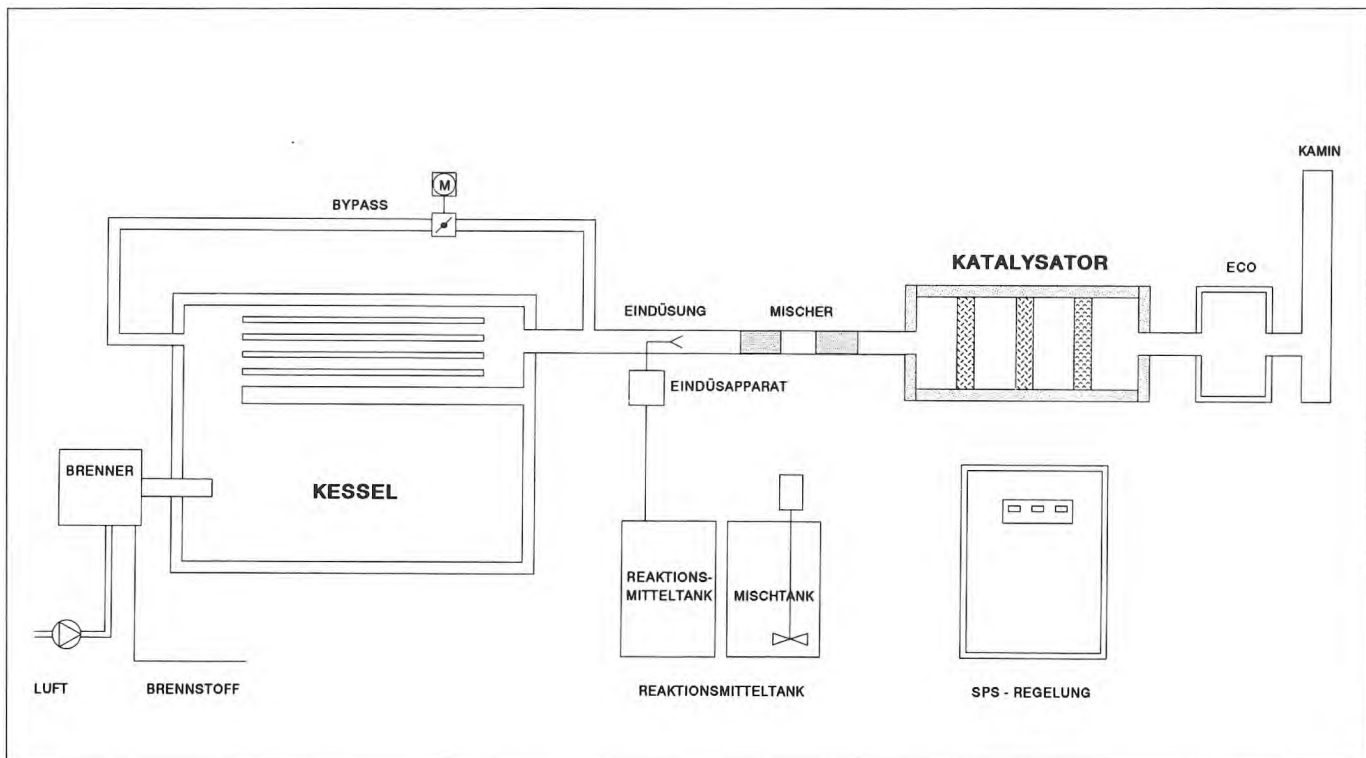 KAMIN
M
BYPASS
KATALYSATOR
ECO
EINDÜSUNG
MISCHER
EINDÜSAPPARAT
BRENNER
KESSEL
REAKTIONS-
MITTELTANK
MISCHTANK
LUFT
BRENNSTOFF
REAKTIONSMITTELTANK
SPS - REGELUNG